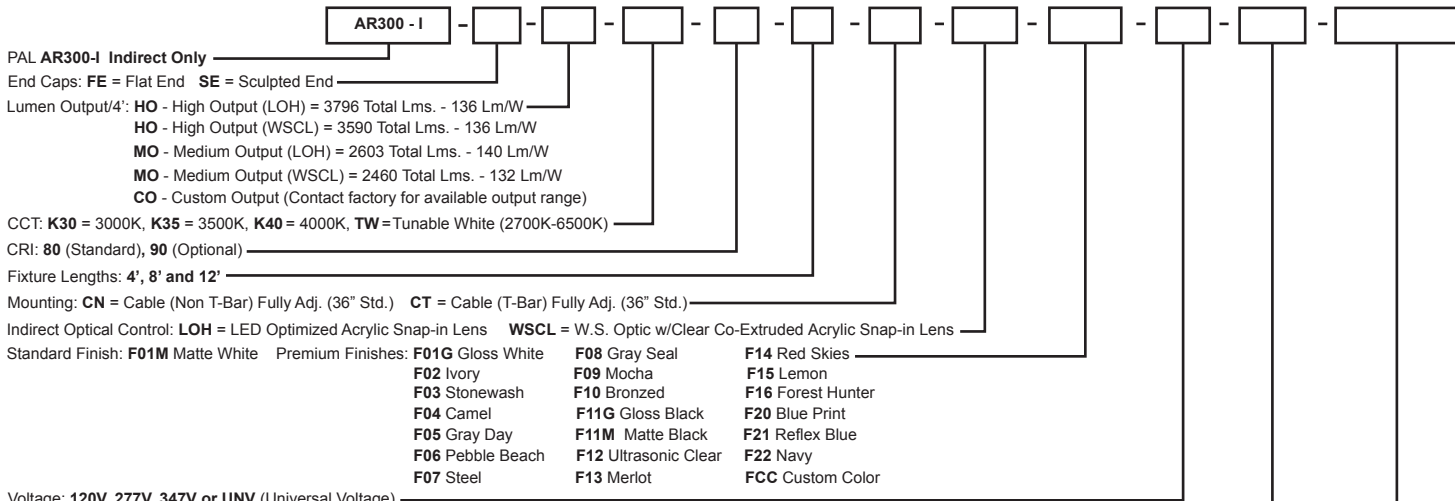 AR300 - I - - - - - - - - - - -
PAL AR300-I Indirect Only
End Caps: FE = Flat End SE = Sculpted End
Lumen Output/4’: HO - High Output (LOH) = 3796 Total Lms. - 136 Lm/W
HO - High Output (WSCL) = 3590 Total Lms. - 136 Lm/W
MO - Medium Output (LOH) = 2603 Total Lms. - 140 Lm/W
MO - Medium Output (WSCL) = 2460 Total Lms. - 132 Lm/W
CO - Custom Output (Contact factory for available output range)
CCT: K30 = 3000K, K35 = 3500K, K40 = 4000K, TW =Tunable White (2700K-6500K)
CRI: 80 (Standard), 90 (Optional)
Fixture Lengths: 4’, 8’ and 12’
Mounting: CN = Cable (Non T-Bar) Fully Adj. (36” Std.) CT = Cable (T-Bar) Fully Adj. (36” Std.)
Indirect Optical Control: LOH = LED Optimized Acrylic Snap-in Lens WSCL = W.S. Optic w/Clear Co-Extruded Acrylic Snap-in Lens
Standard Finish: F01M Matte White Premium Finishes: F01G Gloss White F08 Gray Seal F14 Red Skies
F02 Ivory F09 Mocha F15 Lemon
F03 Stonewash F10 Bronzed F16 Forest Hunter
F04 Camel F11G Gloss Black F20 Blue Print
F05 Gray Day F11M Matte Black F21 Reflex Blue
F06 Pebble Beach F12 Ultrasonic Clear F22 Navy
F07 Steel F13 Merlot FCC Custom Color
Voltage: 120V, 277V, 347V or UNV (Universal Voltage)